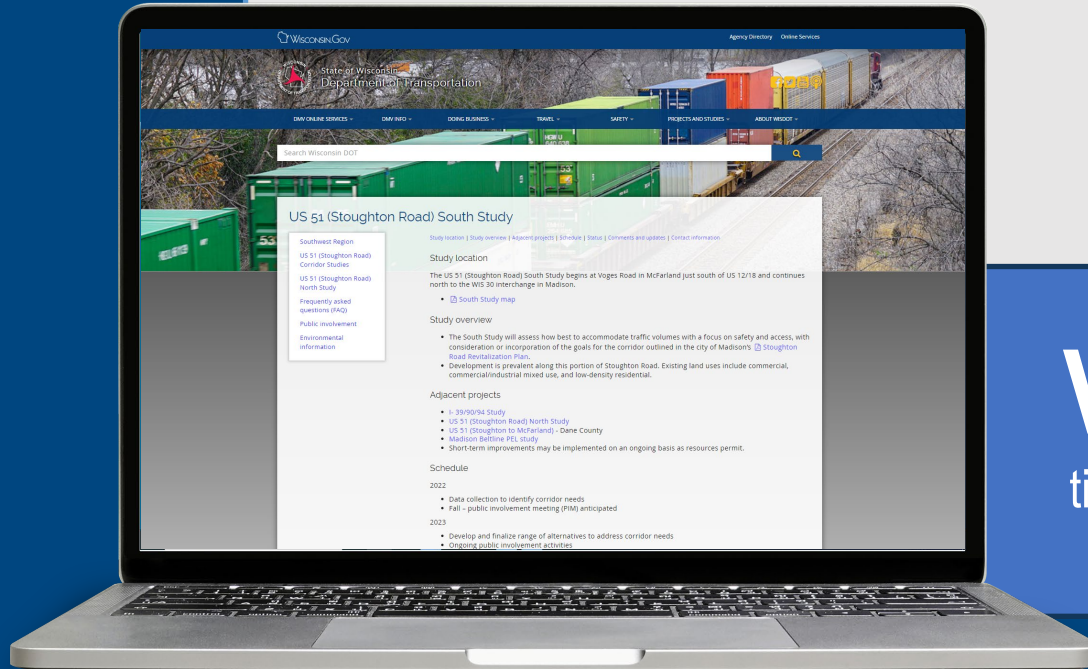 WISCONSIN.GOV
Agency Directory Online Services
State of Wisconsin
Department of Transportation
DMV ONLINE SERVICES DMV INFO DOING BUSINESS TRAVEL SAFETY PROJECTS AND STUDIES ABOUT WISDOT
Search Wisconsin DOT
53
53
US 51 (Stoughton Road) South Study
Southwest Region
US 51 (Stoughton Road)
Corridor Studies
US 51 (Stoughton Road)
North Study
Frequently asked
questions (FAQ)
Public involvement
Environmental
information
Study location | Study overview | Adjacent projects | Schedule | Status | Comments and updates | Contact information
Study location
The US 51 (Stoughton Road) South Study begins at Voges Road in McFarland just south of US 12/18 and continues
north to the WIS 30 interchange in Madison.
• South Study map
Study overview
• The South Study will assess how best to accommodate traffic volumes with a focus on safety and access, with
consideration or incorporation of the goals for the corridor outlined in the city of Madison's Stoughton
Road Revitalization Plan.
• Development is prevalent along this portion of Stoughton Road. Existing land uses include commercial,
commercial/industrial mixed use, and low-density residential.
Adjacent projects
• I- 39/90/94 Study
• US 51 (Stoughton Road) North Study
• US 51 (Stoughton to McFarland) - Dane County
• Madison Beltline PEL study
• Short-term improvements may be implemented on an ongoing basis as resources permit.
Schedule
2022
• Data collection to identify corridor needs
• Fall – public involvement meeting (PIM) anticipated
2023
• Develop and finalize range of alternatives to address corridor needs
• Ongoing public involvement activities